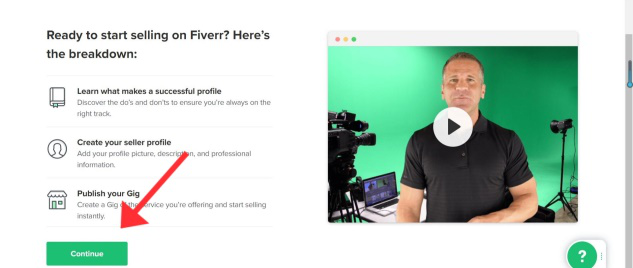 Ready to start selling on Fiverr? Here's
the breakdown:
Learn what makes a successful profile
Discover the do's and don'ts to ensure you're always on the
right track.
Create your seller profile
Add your profile picture, description, and professional
information.
Publish your Gig
Create a Gig of the service you're offering and start selling
instantly.
Continue
?